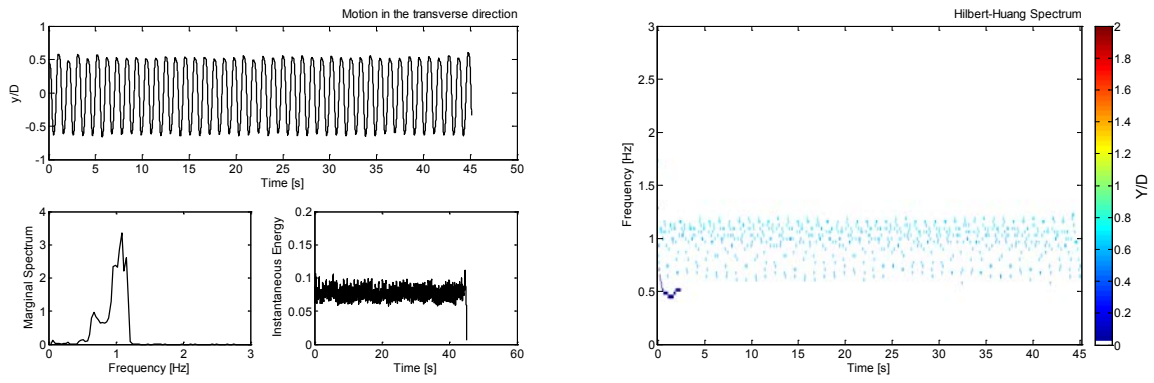 Motion in the transverse direction
1
0.5
0
-0.5
-1
y/D
0 5 10 15 20 25 30 35 40 45 50
Time [s]
4
3
2
1
0
Marginal Spectrum
0 1 2 3
Frequency [Hz]
0.2
0.15
0.1
0.05
0
Instantaneous Energy
0 20 40 60
Time [s]
Hilbert-Huang Spectrum
3
2.5
2
1.5
1
0.5
0
Frequency [Hz]
0 5 10 15 20 25 30 35 40 45
Time [s]
2
1.8
1.6
1.4
1.2
1
0.8
0.6
0.4
0.2
0
Y/D